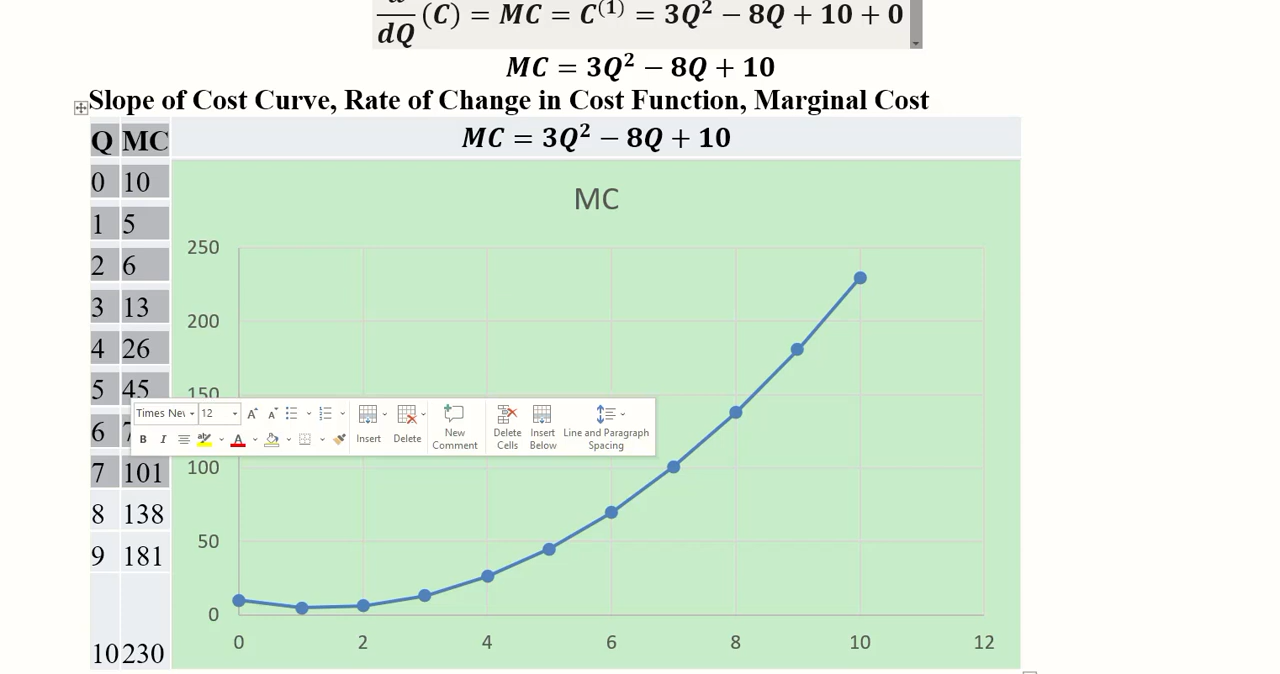 dQ (C) = MC = C⁽¹⁾ = 3Q² − 8Q + 10 + 0
MC = 3Q² − 8Q + 10
Slope of Cost Curve, Rate of Change in Cost Function, Marginal Cost
Q MC MC = 3Q² − 8Q + 10
0 10
1 5
2 6
3 13
4 26
5 45
6
7 101
8 138
9 181
10 230
MC
250
200
150
100
50
0
0 2 4 6 8 10 12
Times Nev 12
B I Insert Delete New Comment Delete Cells Insert Below Line and Paragraph Spacing